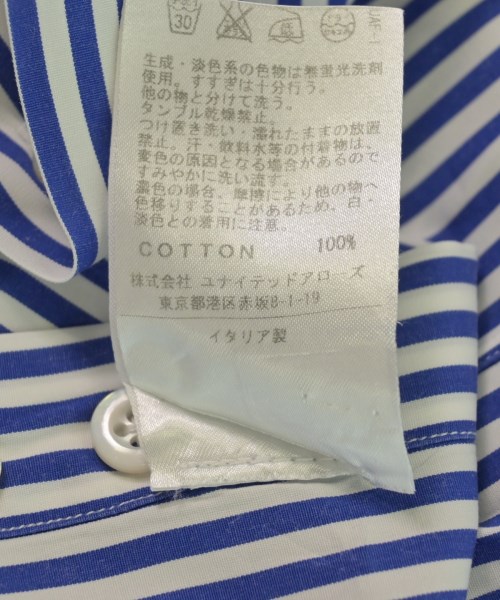 30
UAF-1
生成・淡色系の色物は無蛍光洗剤
使用。すすぎは十分行う。
他の物と分けて洗う。
タンブル乾燥禁止。
つけ置き洗い・濡れたままの放置
禁止。汗・飲料水等の付着物は、
変色の原因となる場合があるので
すみやかに洗い流す。
濃色の場合、摩擦により他の物へ
色移りすることがあるため、白・
淡色との着用に注意。
COTTON 100%
株式会社 ユナイテッドアローズ
東京都港区赤坂8-1-19
イタリア製